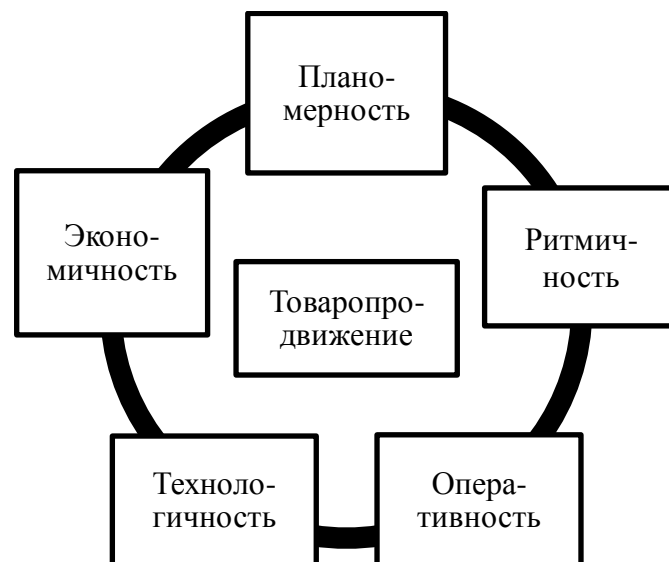 Плано-
мерность
Эконо-
мичность
Ритмич-
ность
Товаропро-
движение
Техноло-
гичность
Опера-
тивность